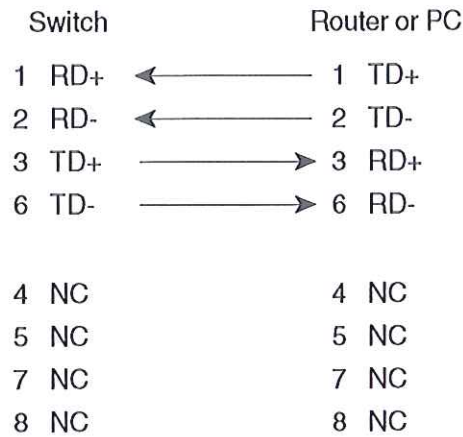 Switch Router or PC
1 RD+ 1 TD+
2 RD- 2 TD-
3 TD+ 3 RD+
6 TD- 6 RD-
4 NC 4 NC
5 NC 5 NC
7 NC 7 NC
8 NC 8 NC